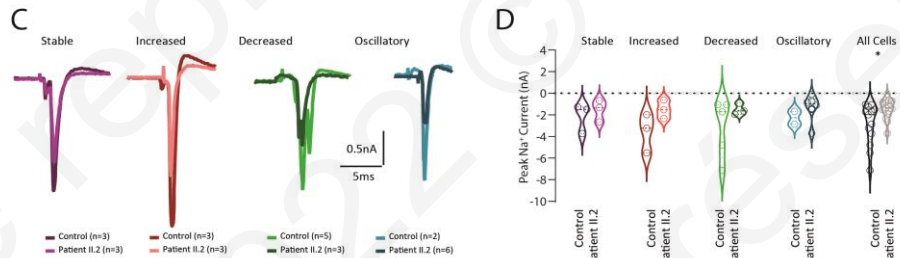 C
Stable Increased Decreased Oscillatory
0.5nA
5ms
Control (n=3)
Patient II.2 (n=3)
Control (n=3)
Patient II.2 (n=3)
Control (n=5)
Patient II.2 (n=3)
Control (n=2)
Patient II.2 (n=6)
D
Stable Increased Decreased Oscillatory All Cells
*
Peak Na⁺ Current (nA)
4
2
0
-2
-4
-6
-8
-10
Control
atient II.2
Control
atient II.2
Control
atient II.2
Control
atient II.2
Control
atient II.2